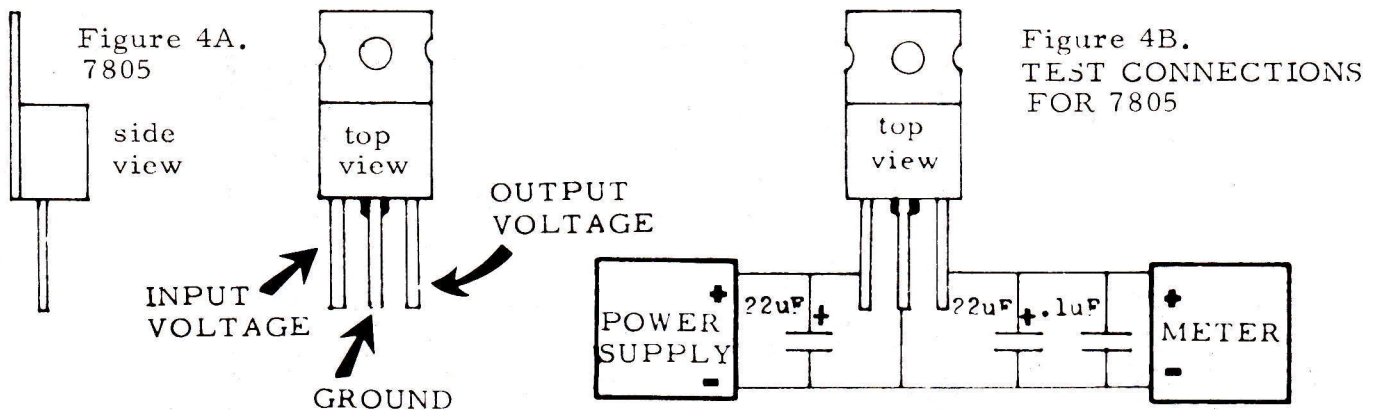 Figure 4A.
7805
side
view
top
view
INPUT
VOLTAGE
GROUND
OUTPUT
VOLTAGE
Figure 4B.
TEST CONNECTIONS
FOR 7805
top
view
POWER
SUPPLY
+
-
22uF +
22uF +
.1uF
METER
+
-